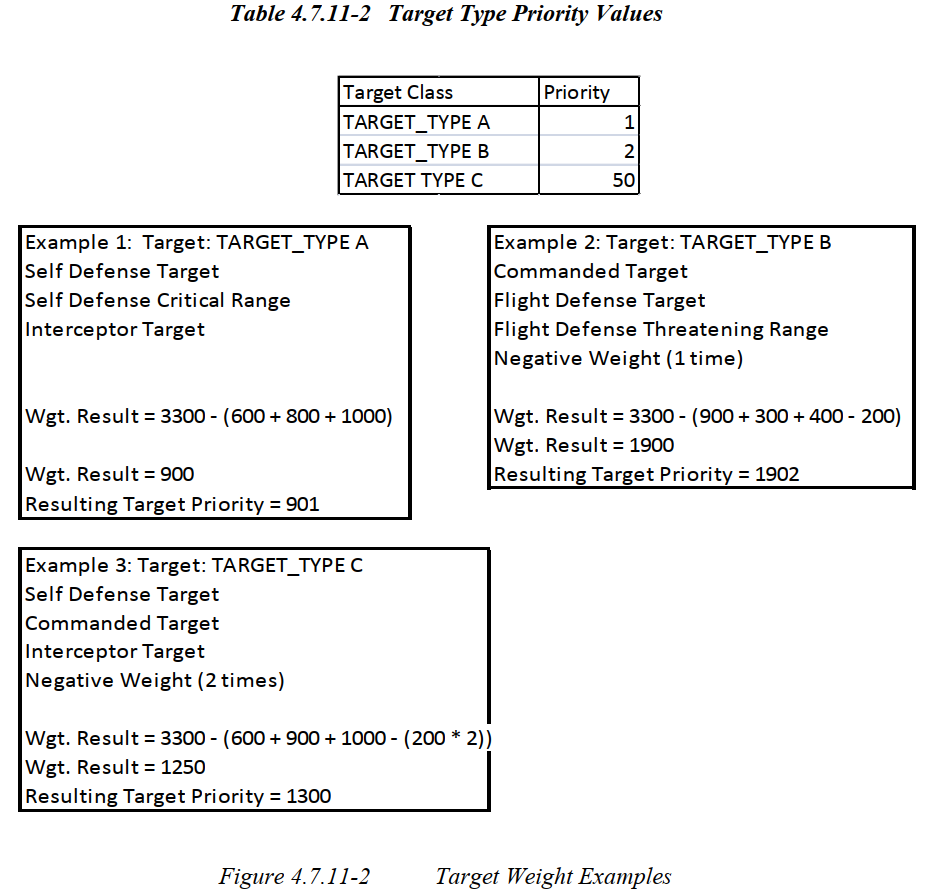 Table 4.7.11-2 Target Type Priority Values
Target Class Priority
TARGET_TYPE A 1
TARGET_TYPE B 2
TARGET TYPE C 50
Example 1: Target: TARGET_TYPE A
Self Defense Target
Self Defense Critical Range
Interceptor Target
Wgt. Result = 3300 - (600 + 800 + 1000)
Wgt. Result = 900
Resulting Target Priority = 901
Example 2: Target: TARGET_TYPE B
Commanded Target
Flight Defense Target
Flight Defense Threatening Range
Negative Weight (1 time)
Wgt. Result = 3300 - (900 + 300 + 400 - 200)
Wgt. Result = 1900
Resulting Target Priority = 1902
Example 3: Target: TARGET_TYPE C
Self Defense Target
Commanded Target
Interceptor Target
Negative Weight (2 times)
Wgt. Result = 3300 - (600 + 900 + 1000 - (200 * 2))
Wgt. Result = 1250
Resulting Target Priority = 1300
Figure 4.7.11-2 Target Weight Examples